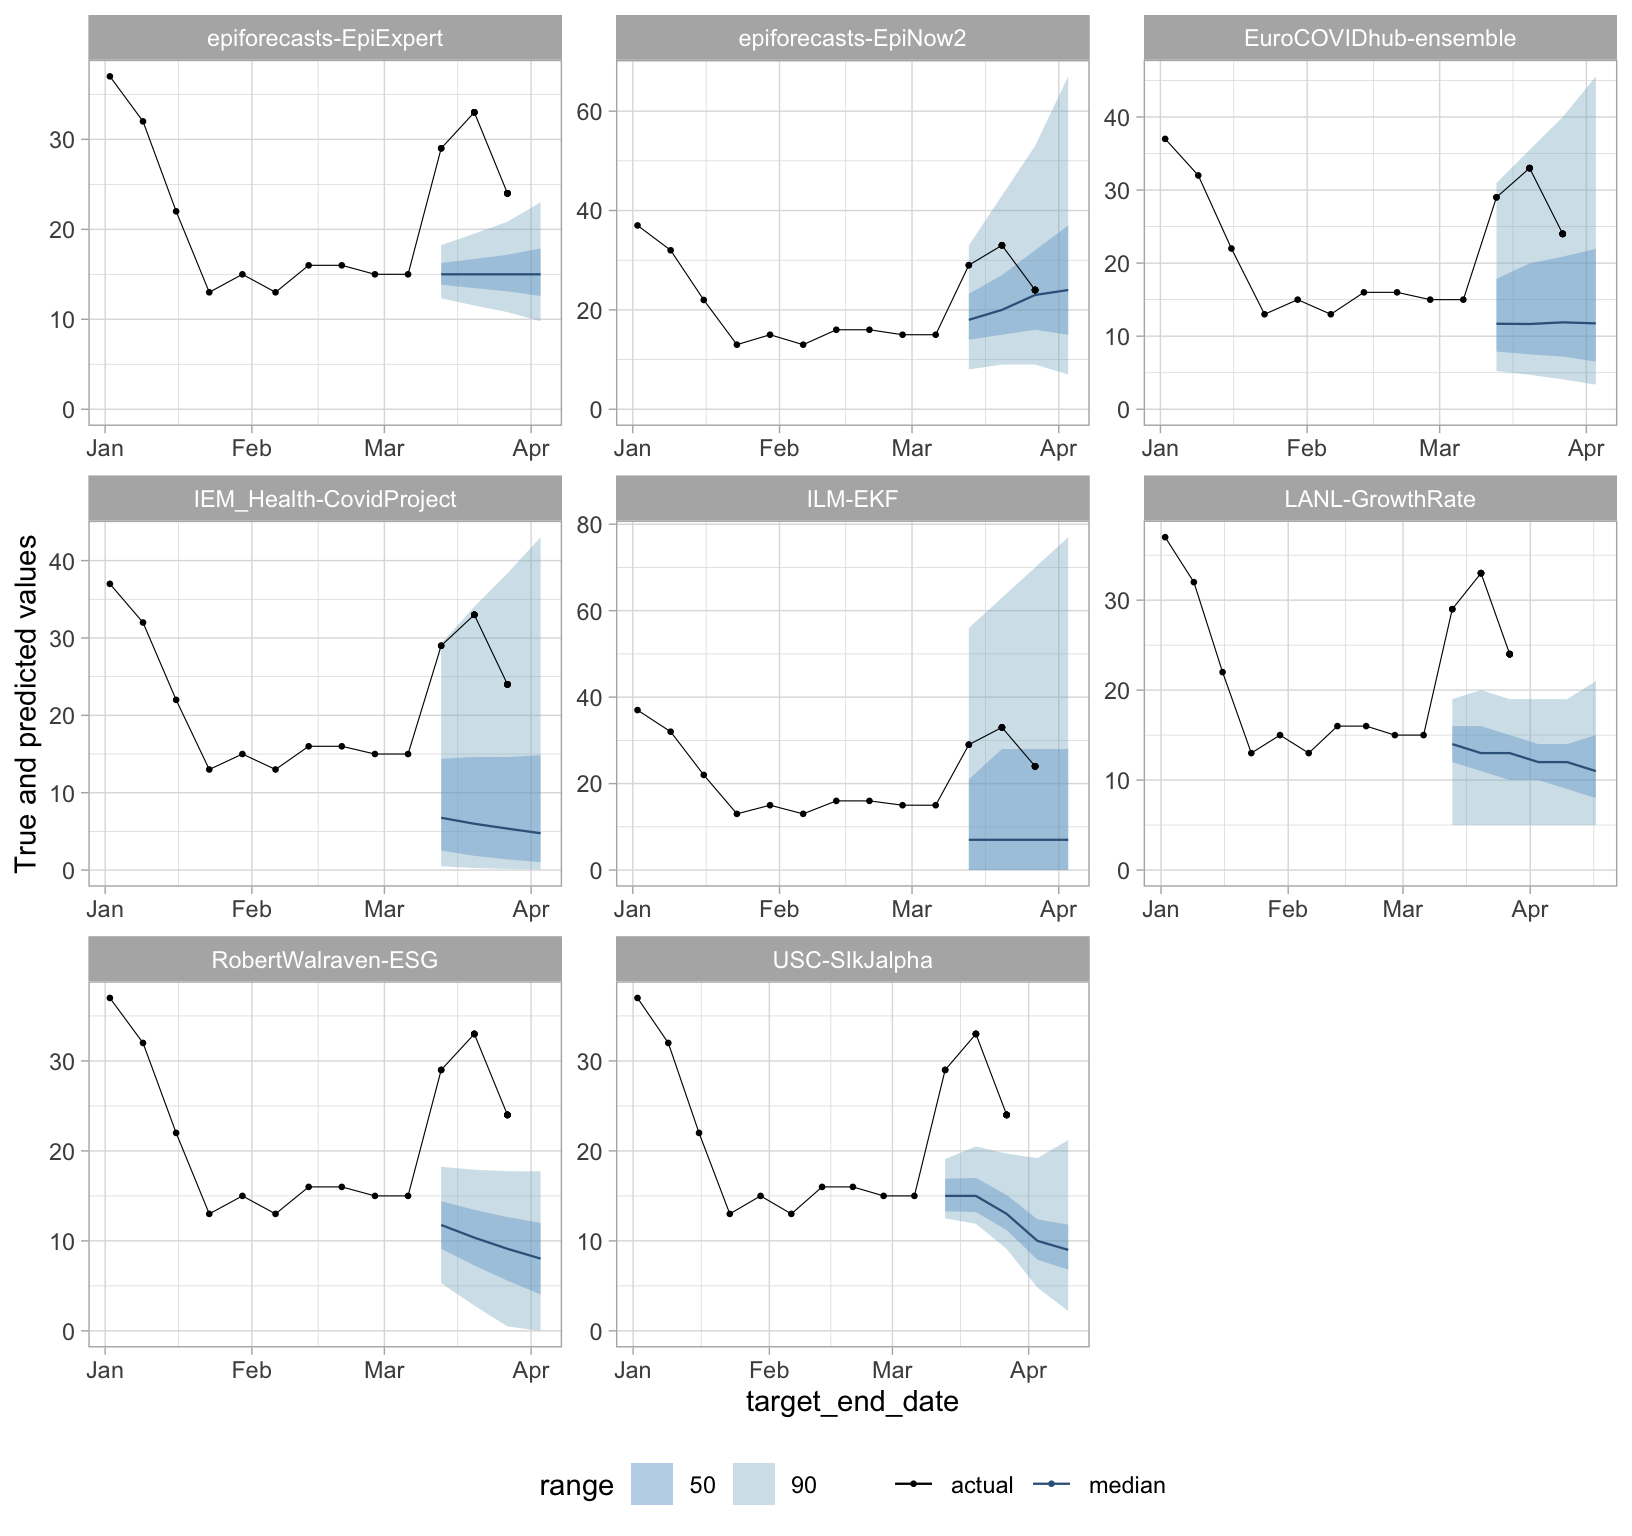 epiforecasts-EpiExpert
epiforecasts-EpiNow2
EuroCOVIDhub-ensemble
30
20
10
0
60
40
20
0
40
30
20
10
0
Jan Feb Mar Apr
Jan Feb Mar Apr
Jan Feb Mar Apr
IEM_Health-CovidProject
ILM-EKF
LANL-GrowthRate
True and predicted values
40
30
20
10
0
80
60
40
20
0
30
20
10
0
Jan Feb Mar Apr
Jan Feb Mar Apr
Jan Feb Mar Apr
RobertWalraven-ESG
USC-SIkJalpha
30
20
10
0
30
20
10
0
Jan Feb Mar Apr
Jan Feb Mar Apr
target_end_date
range 50 90 actual median